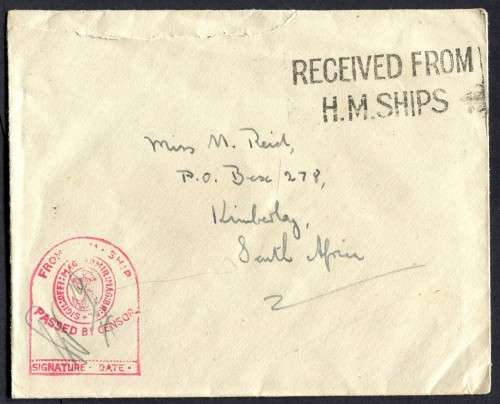 RECEIVED FROM
H.M.SHIPS
Miss N. Reid,
P.O. Box 278,
Kimberley,
South Africa
FROM SHIP
PASSED BY CENSOR
SIGNATURE · DATE ·